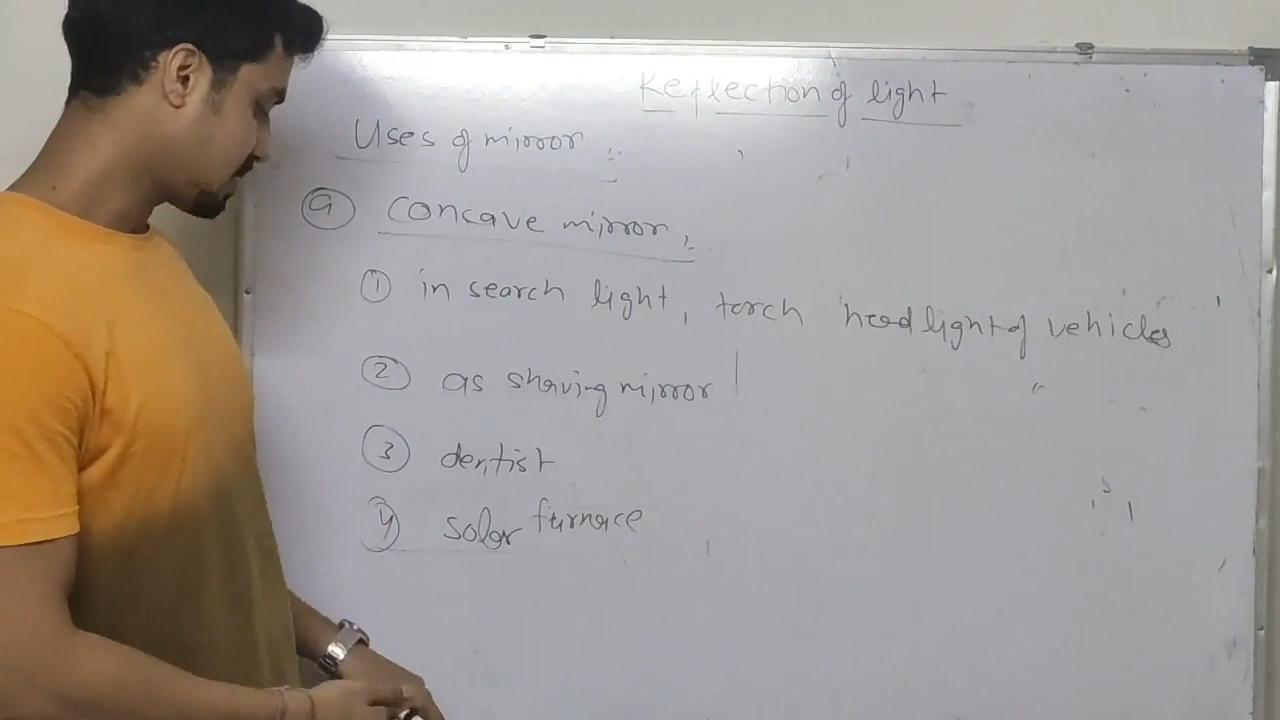 Reflection of light
Uses of mirror :-
(a) Concave mirror :-
(1) in search light, torch head light of vehicles
(2) as shaving mirror
(3) dentist
(4) solar furnace